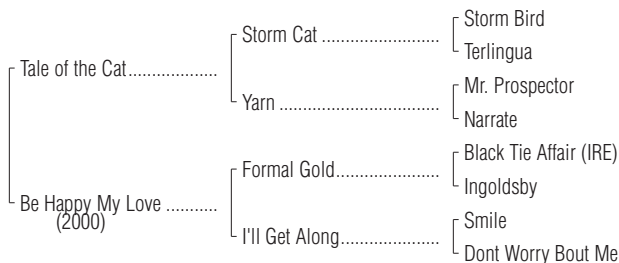 Storm Bird
Storm Cat ........................
Terlingua
Tale of the Cat..................
Mr. Prospector
Yarn ................................
Narrate
Black Tie Affair (IRE)
Formal Gold.....................
Ingoldsby
Be Happy My Love ..........
(2000)
Smile
I'll Get Along....................
Dont Worry Bout Me